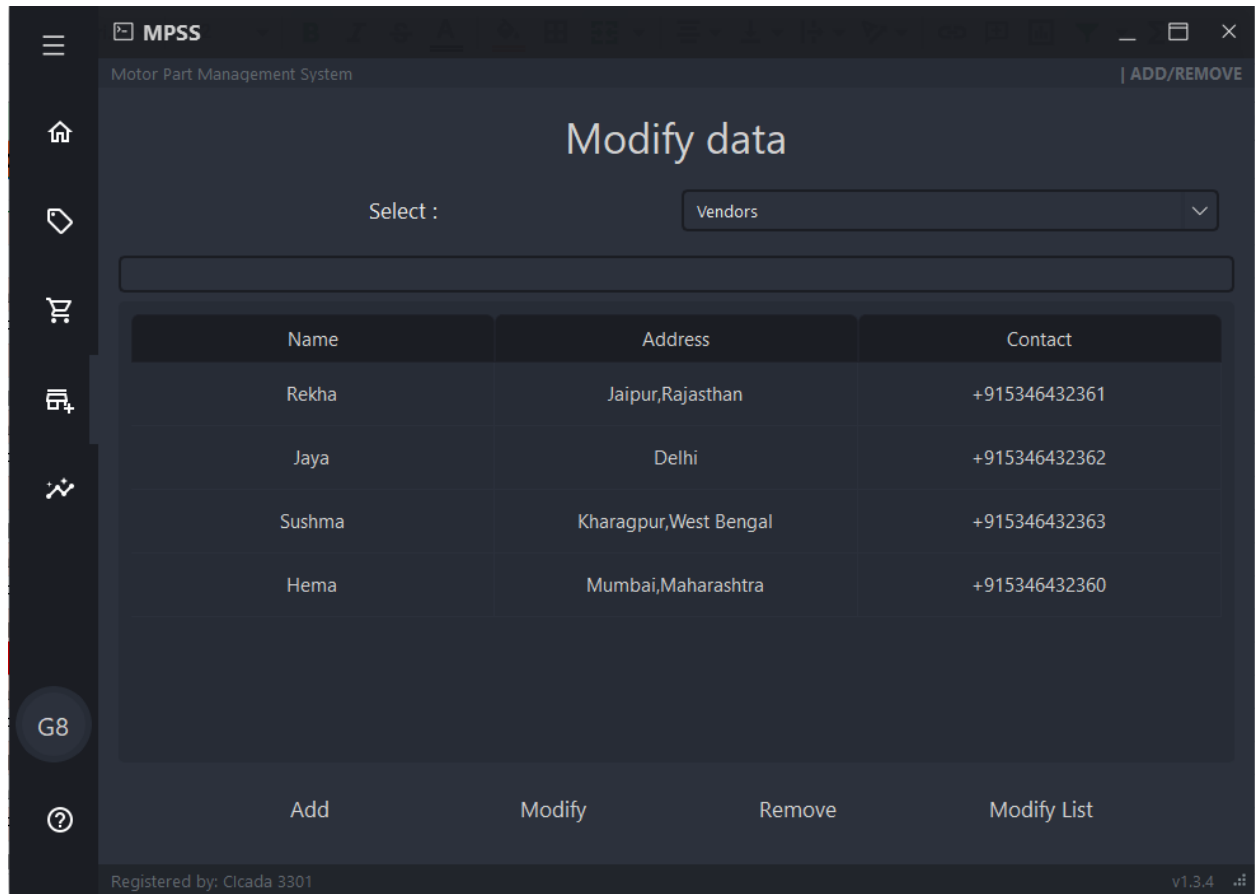 MPSS
Motor Part Management System | ADD/REMOVE
Modify data
Select : Vendors
Name Address Contact
Rekha Jaipur,Rajasthan +915346432361
Jaya Delhi +915346432362
Sushma Kharagpur,West Bengal +915346432363
Hema Mumbai,Maharashtra +915346432360
G8
Add Modify Remove Modify List
Registered by: CIcada 3301 v1.3.4